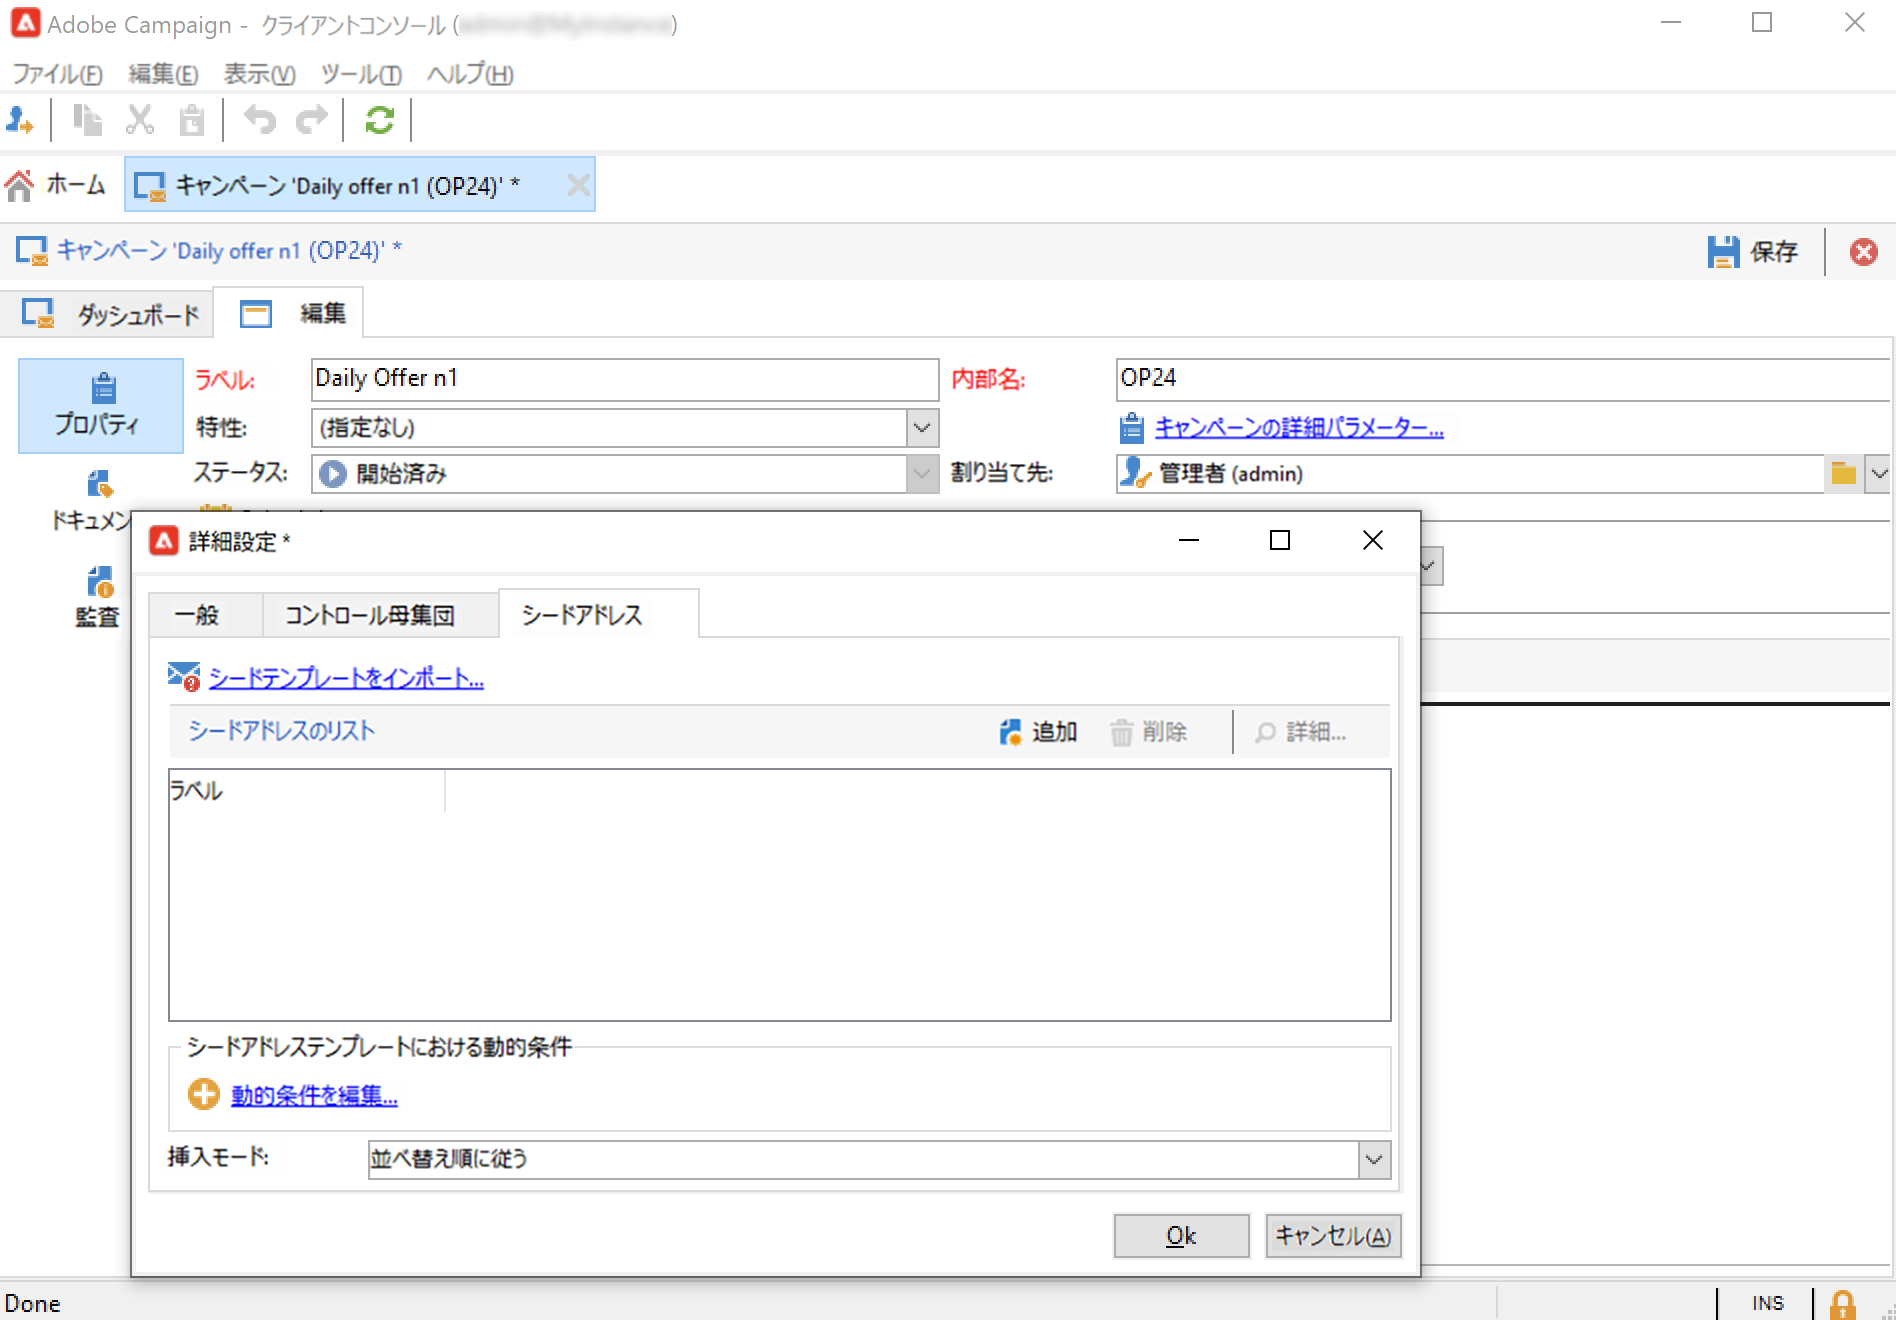 Adobe Campaign - クライアントコンソール ( )
ファイル(F) 編集(E) 表示(V) ツール(T) ヘルプ(H)
ホーム キャンペーン 'Daily offer n1 (OP24)' *
キャンペーン 'Daily offer n1 (OP24)' * 保存
ダッシュボード 編集
プロパティ
ドキュメン
監査
ラベル: Daily Offer n1 内部名: OP24
特性: (指定なし) キャンペーンの詳細パラメーター...
ステータス: 開始済み 割り当て先: 管理者 (admin)
詳細設定 *
一般 コントロール母集団 シードアドレス
シードテンプレートをインポート...
シードアドレスのリスト 追加 削除 詳細...
ラベル
シードアドレステンプレートにおける動的条件
動的条件を編集...
挿入モード: 並べ替え順に従う
Ok キャンセル(A)
Done INS